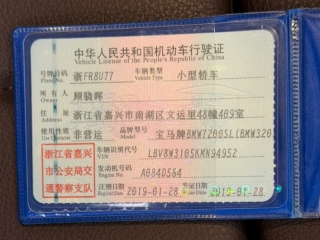 中华人民共和国机动车行驶证
Vehicle License of the People's Republic of China
号牌号码 浙FR8U77 车辆类型 小型轿车
Plate No. Vehicle Type
所有人 顾骁晖
Owner
住址 浙江省嘉兴市南湖区文运里48幢409室
Address
使用性质 非营运 品牌型号 宝马牌BMW7200SL(BMW320
Use Character Model
浙江省嘉兴
市公安局交
通警察支队
车辆识别代号 LBV8W3105KMN94952
VIN
发动机号码 A084D564
Engine No.
注册日期 2019-01-28 发证日期 2019-01-28
Register Date Issue Date